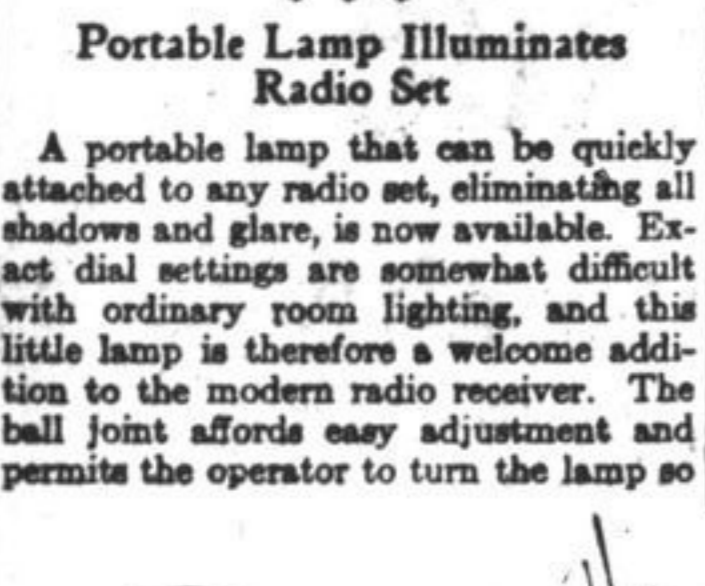 Portable Lamp Illuminates
Radio Set
A portable lamp that can be quickly
attached to any radio set, eliminating all
shadows and glare, is now available. Ex-
act dial settings are somewhat difficult
with ordinary room lighting, and this
little lamp is therefore a welcome addi-
tion to the modern radio receiver. The
ball joint affords easy adjustment and
permits the operator to turn the lamp so